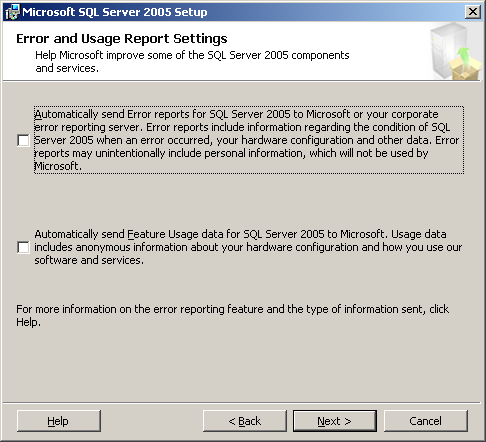 Microsoft SQL Server 2005 Setup
Error and Usage Report Settings
Help Microsoft improve some of the SQL Server 2005 components
and services.
Automatically send Error reports for SQL Server 2005 to Microsoft or your corporate
error reporting server. Error reports include information regarding the condition of SQL
Server 2005 when an error occurred, your hardware configuration and other data. Error
reports may unintentionally include personal information, which will not be used by
Microsoft.
Automatically send Feature Usage data for SQL Server 2005 to Microsoft. Usage data
includes anonymous information about your hardware configuration and how you use our
software and services.
For more information on the error reporting feature and the type of information sent, click
Help.
Help
< Back
Next >
Cancel